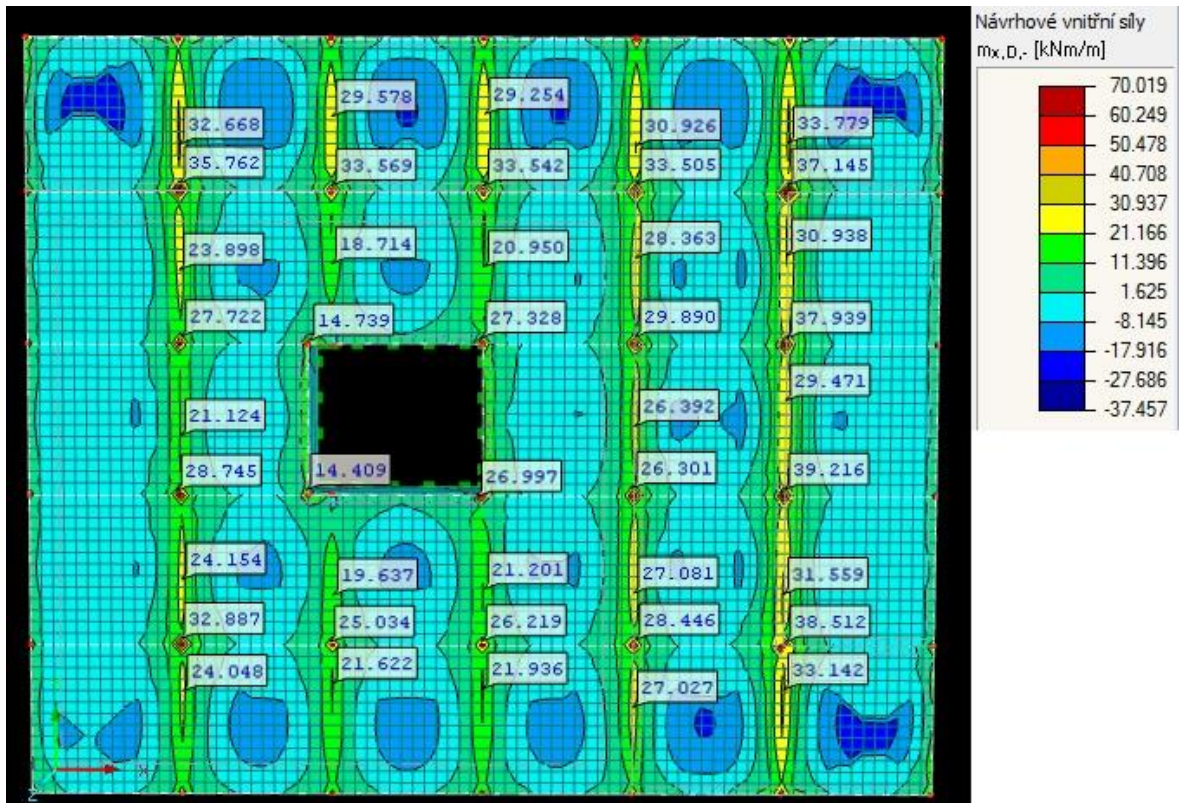 Návrhové vnitřní síly
mx,D,- [kNm/m]
70.019
60.249
50.478
40.708
30.937
21.166
11.396
1.625
-8.145
-17.916
-27.686
-37.457
29.578 29.254
32.668 30.926 33.779
35.762 33.569 33.542 33.505 37.145
23.898 18.714 20.950 28.363 30.938
27.722 14.739 27.328 29.890 37.939
29.471
21.124 26.392
28.745 14.409 26.997 26.301 39.216
24.154 19.637 21.201 27.081 31.559
32.887 25.034 26.219 28.446 38.512
24.048 21.622 21.936 27.027 33.142
X
Z